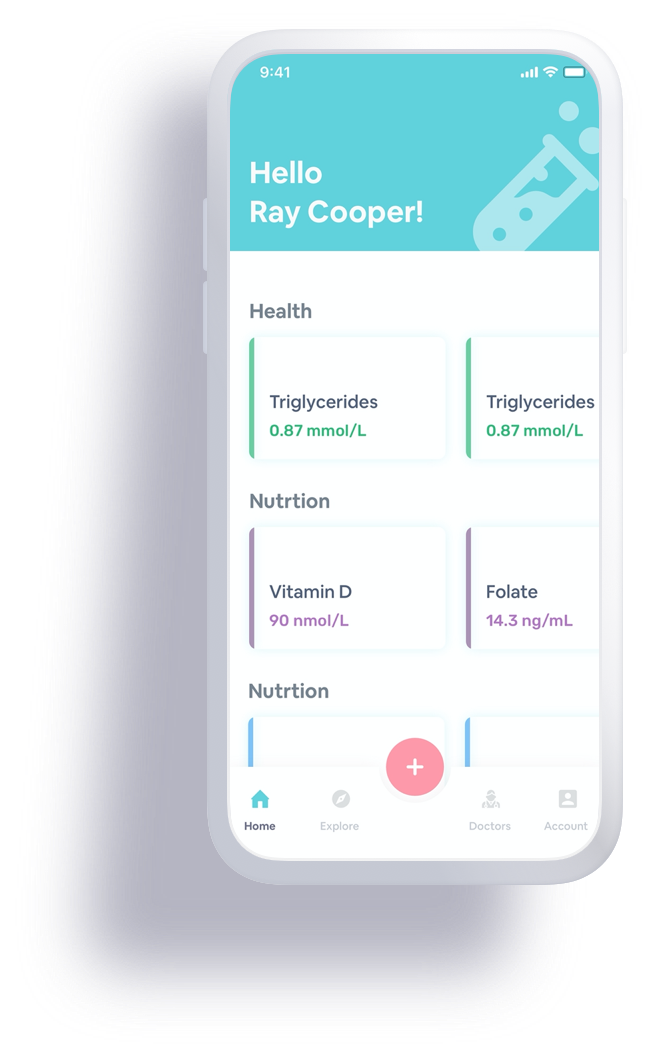 9:41
Hello
Ray Cooper!
Health
Triglycerides Triglycerides
0.87 mmol/L 0.87 mmol/L
Nutrtion
Vitamin D Folate
90 nmol/L 14.3 ng/mL
Nutrtion
+
Home Explore Doctors Account